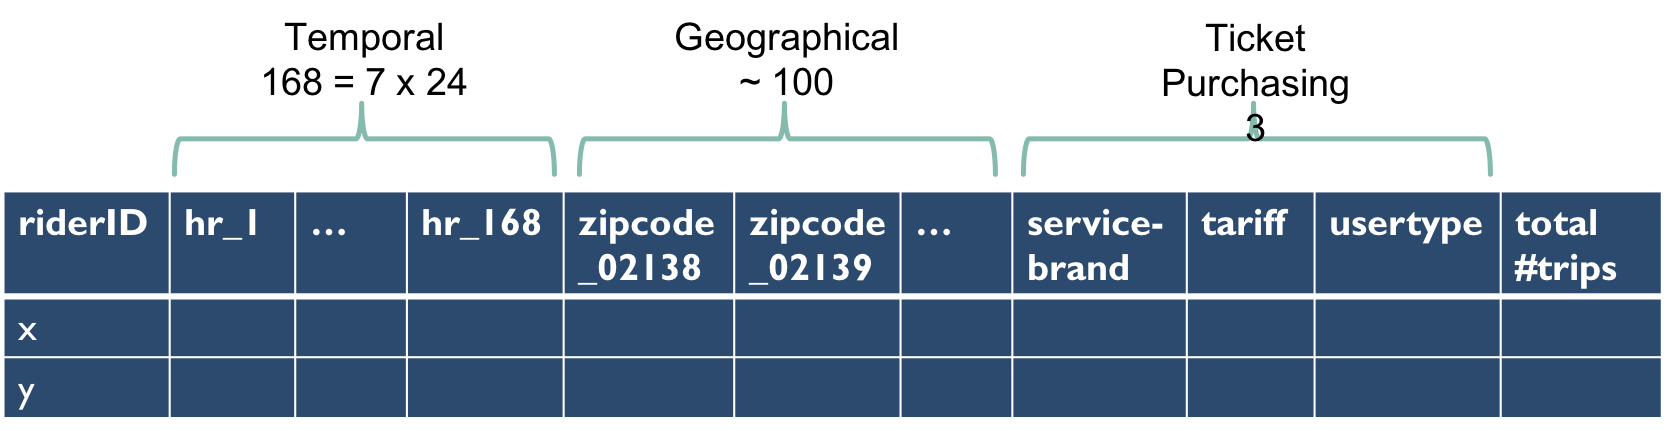 Temporal
168 = 7 x 24
Geographical
~ 100
Ticket
Purchasing
3
riderID hr_1 ... hr_168 zipcode_02138 zipcode_02139 ... service-brand tariff usertype total #trips
x
y